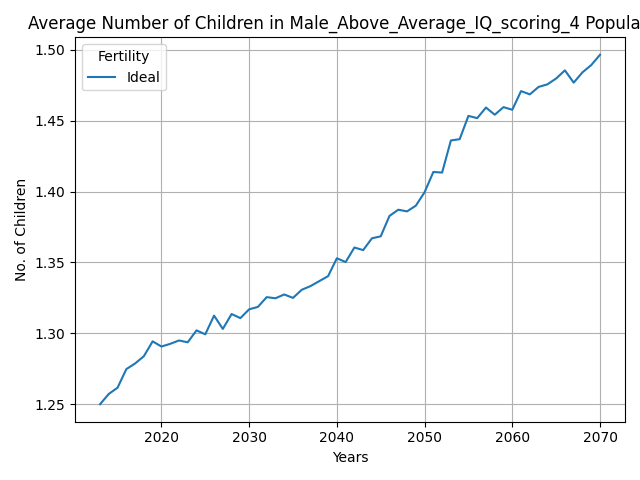 Average Number of Children in Male_Above_Average_IQ_scoring_4 Popula
Fertility
Ideal
No. of Children
1.50
1.45
1.40
1.35
1.30
1.25
2020 2030 2040 2050 2060 2070
Years